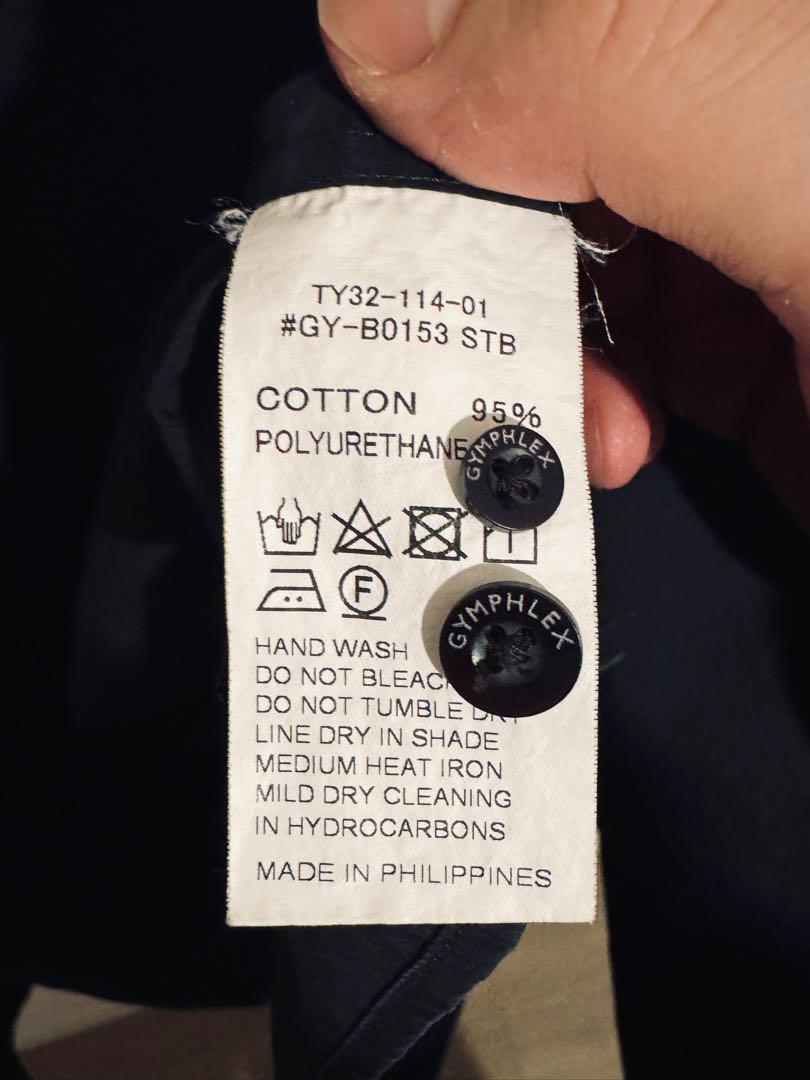 TY32-114-01
#GY-B0153 STB
COTTON 95%
POLYURETHANE
GYMPHLEX
F
GYMPHLEX
HAND WASH
DO NOT BLEACH
DO NOT TUMBLE DRY
LINE DRY IN SHADE
MEDIUM HEAT IRON
MILD DRY CLEANING
IN HYDROCARBONS
MADE IN PHILIPPINES